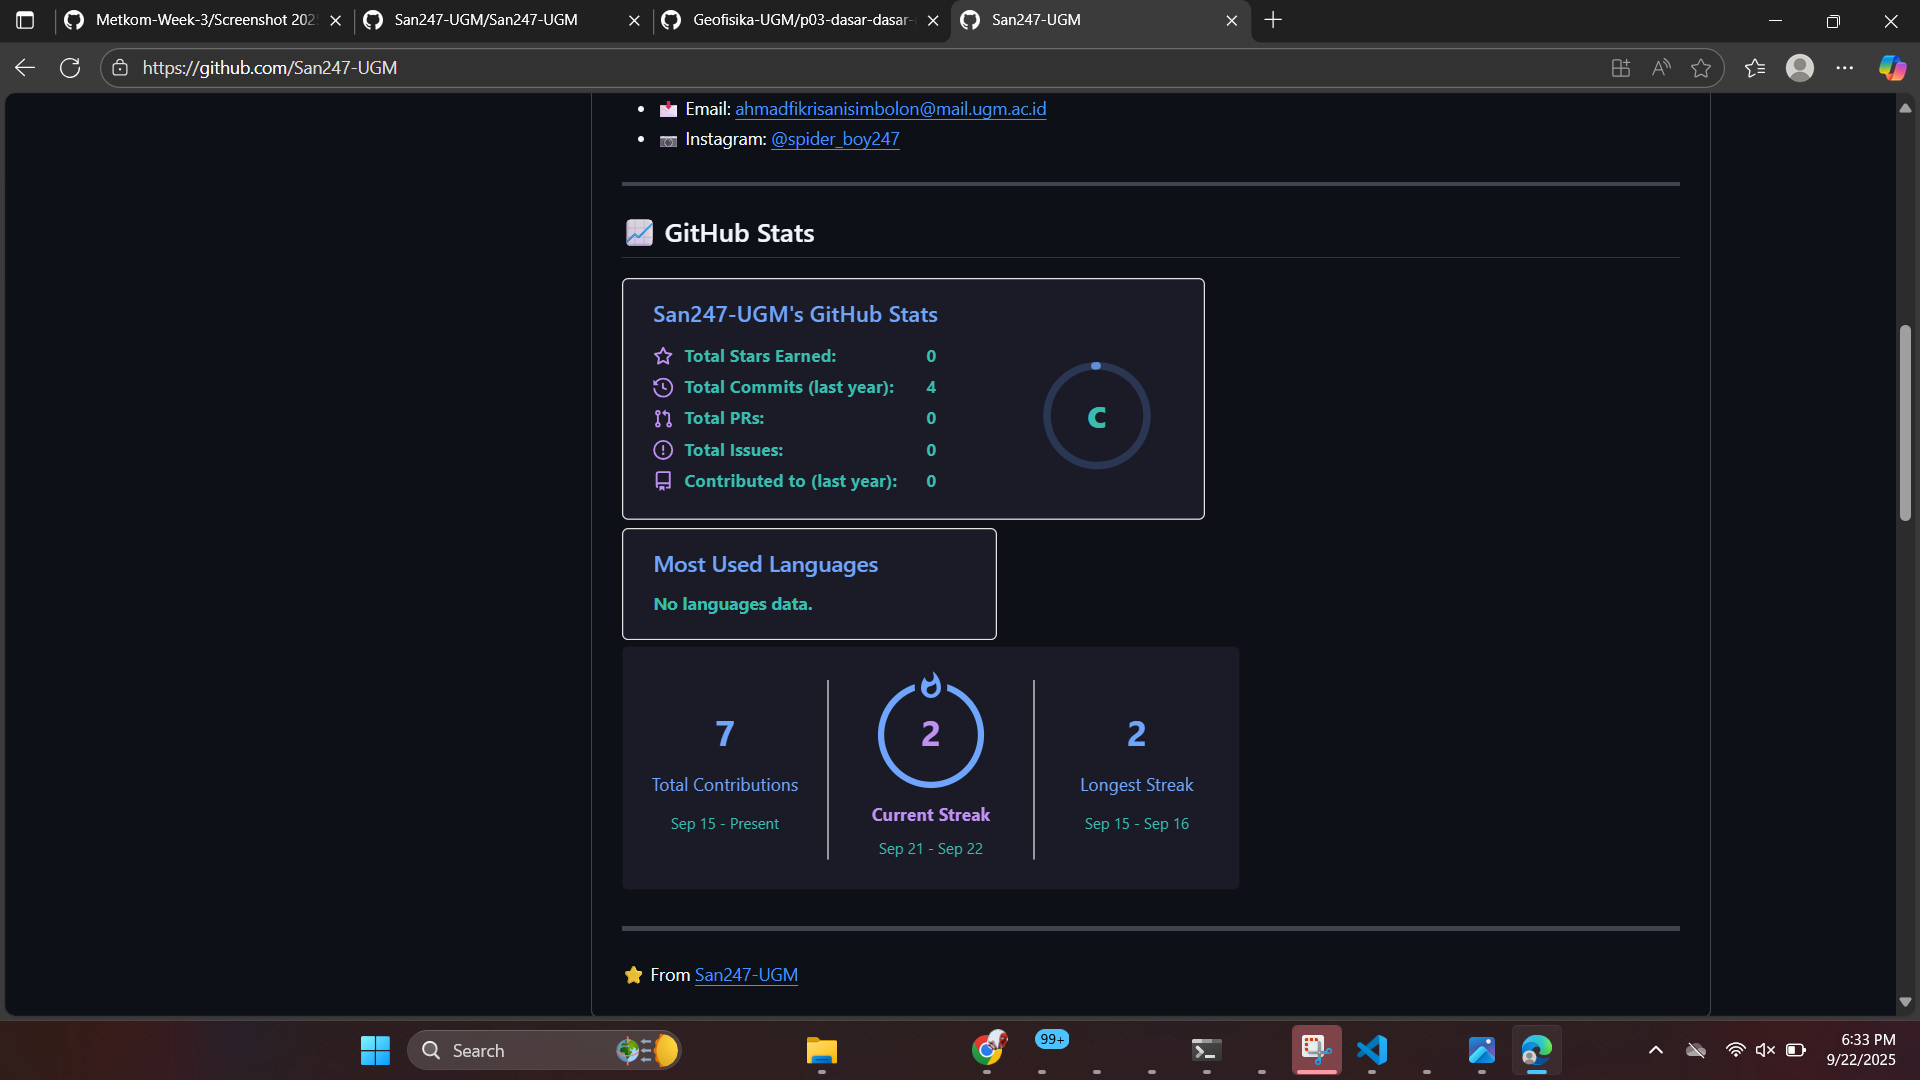 Metkom-Week-3/Screenshot 202
San247-UGM/San247-UGM
Geofisika-UGM/p03-dasar-dasar-
San247-UGM
https://github.com/San247-UGM
Email: ahmadfikrisanisimbolon@mail.ugm.ac.id
Instagram: @spider_boy247
GitHub Stats
San247-UGM's GitHub Stats
Total Stars Earned: 0
Total Commits (last year): 4
Total PRs: 0
Total Issues: 0
Contributed to (last year): 0
C
Most Used Languages
No languages data.
7
Total Contributions
Sep 15 - Present
2
Current Streak
Sep 21 - Sep 22
2
Longest Streak
Sep 15 - Sep 16
From San247-UGM
Search
99+
6:33 PM
9/22/2025